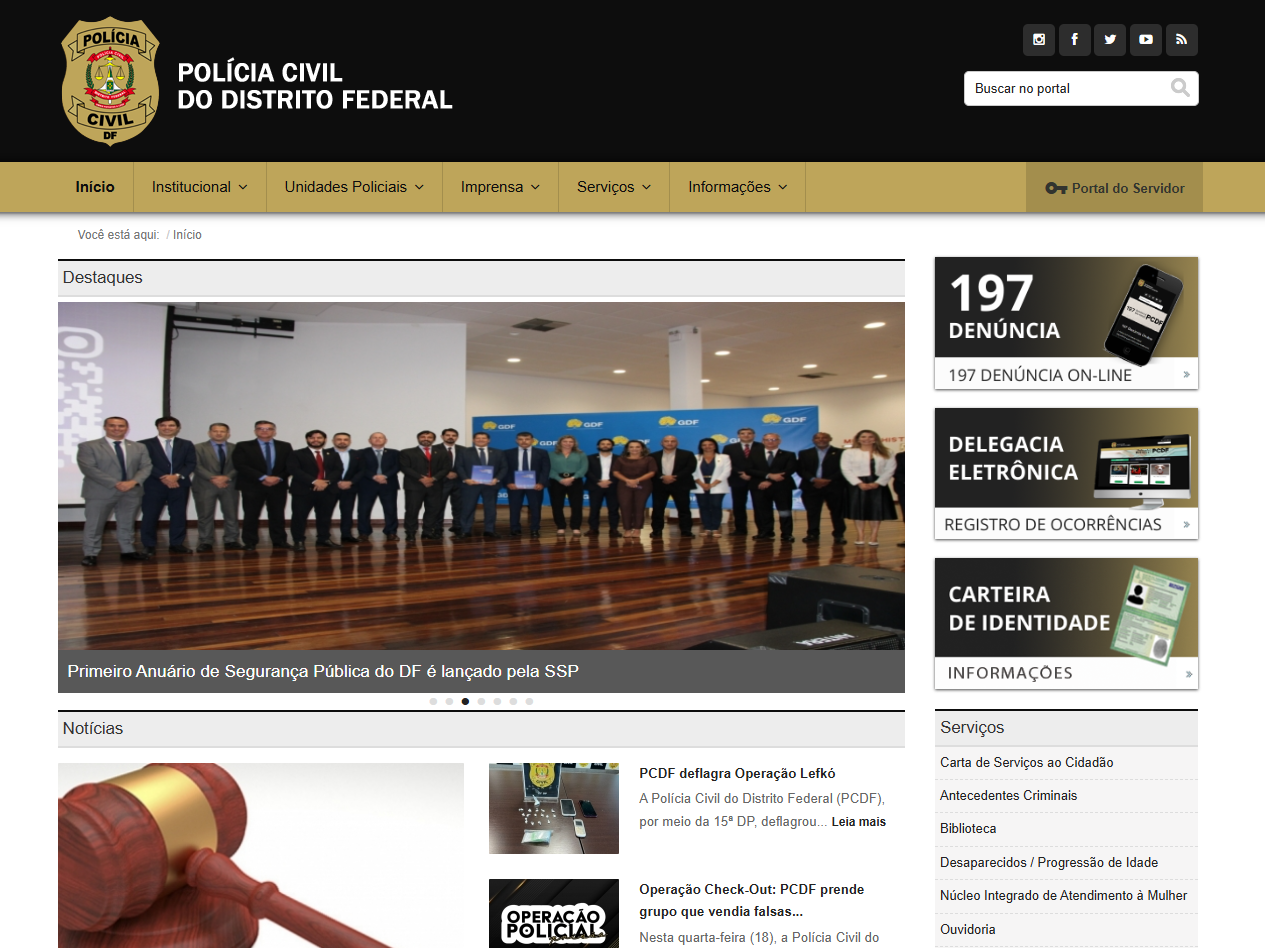 POLÍCIA
CIVIL
DF
POLÍCIA CIVIL
DO DISTRITO FEDERAL
Buscar no portal
Início
Institucional
Unidades Policiais
Imprensa
Serviços
Informações
Portal do Servidor
Você está aqui: / Início
Destaques
GDF
GDF
GDF
GDF
GDF
Primeiro Anuário de Segurança Pública do DF é lançado pela SSP
197
DENÚNCIA
197 DENÚNCIA ON-LINE
DELEGACIA
ELETRÔNICA
REGISTRO DE OCORRÊNCIAS
CARTEIRA
DE IDENTIDADE
INFORMAÇÕES
Notícias
PCDF deflagra Operação Lefkó
A Polícia Civil do Distrito Federal (PCDF),
por meio da 15ª DP, deflagrou... Leia mais
OPERAÇÃO
POLICIAL
Operação Check-Out: PCDF prende
grupo que vendia falsas...
Nesta quarta-feira (18), a Polícia Civil do
Serviços
Carta de Serviços ao Cidadão
Antecedentes Criminais
Biblioteca
Desaparecidos / Progressão de Idade
Núcleo Integrado de Atendimento à Mulher
Ouvidoria